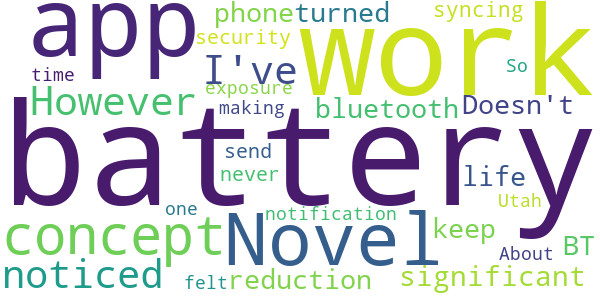 app phone turned syncing
security work
time I've So
However exposure
making bluetooth Doesn't
battery
send
never life
one Utah
concept Novel notification keep
About BT
noticed felt reduction significant